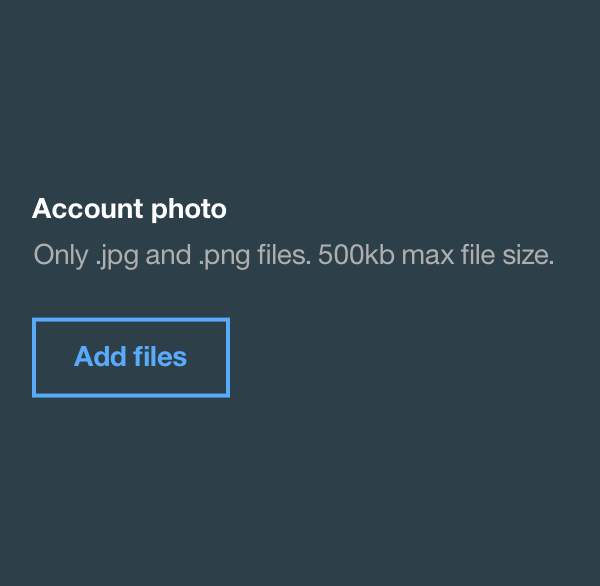 Account photo
Only .jpg and .png files. 500kb max file size.
Add files